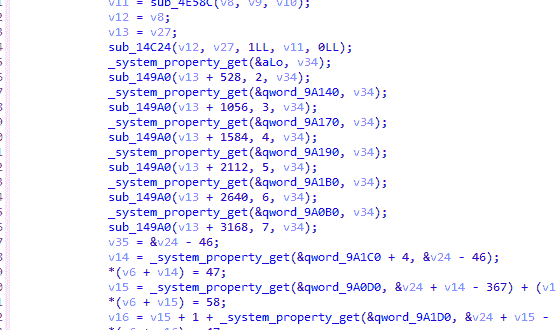 v11 = sub_4E58C(v8, v9, v10);
v12 = v8;
v13 = v27;
sub_14C24(v12, v27, 1LL, v11, 0LL);
_system_property_get(&aLo, v34);
sub_149A0(v13 + 528, 2, v34);
_system_property_get(&qword_9A140, v34);
sub_149A0(v13 + 1056, 3, v34);
_system_property_get(&qword_9A170, v34);
sub_149A0(v13 + 1584, 4, v34);
_system_property_get(&qword_9A190, v34);
sub_149A0(v13 + 2112, 5, v34);
_system_property_get(&qword_9A1B0, v34);
sub_149A0(v13 + 2640, 6, v34);
_system_property_get(&qword_9A0B0, v34);
sub_149A0(v13 + 3168, 7, v34);
v35 = &v24 - 46;
v14 = _system_property_get(&qword_9A1C0 + 4, &v24 - 46);
*(v6 + v14) = 47;
v15 = _system_property_get(&qword_9A0D0, &v24 + v14 - 367) + (v1
*(v6 + v15) = 58;
v16 = v15 + 1 + _system_property_get(&qword_9A1D0, &v24 + v15 -